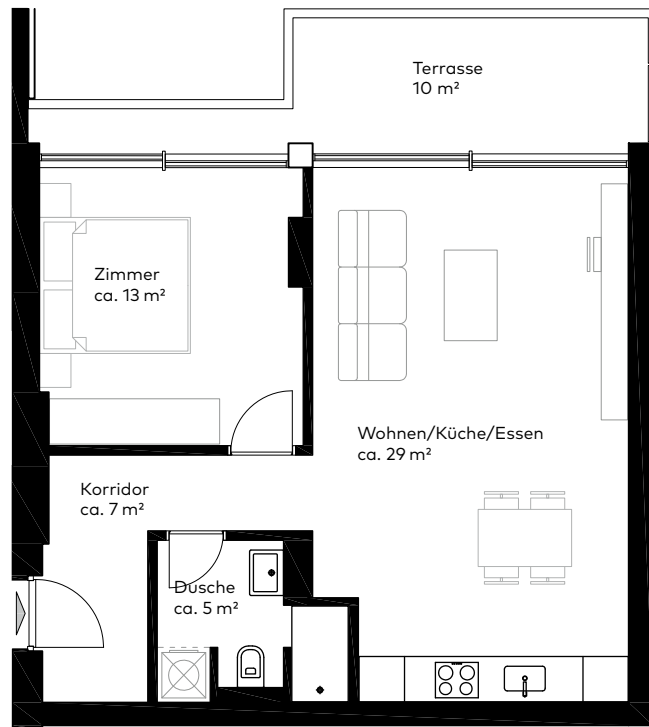 Terrasse
10 m²
Zimmer
ca. 13 m²
Wohnen/Küche/Essen
ca. 29 m²
Korridor
ca. 7 m²
Dusche
ca. 5 m²